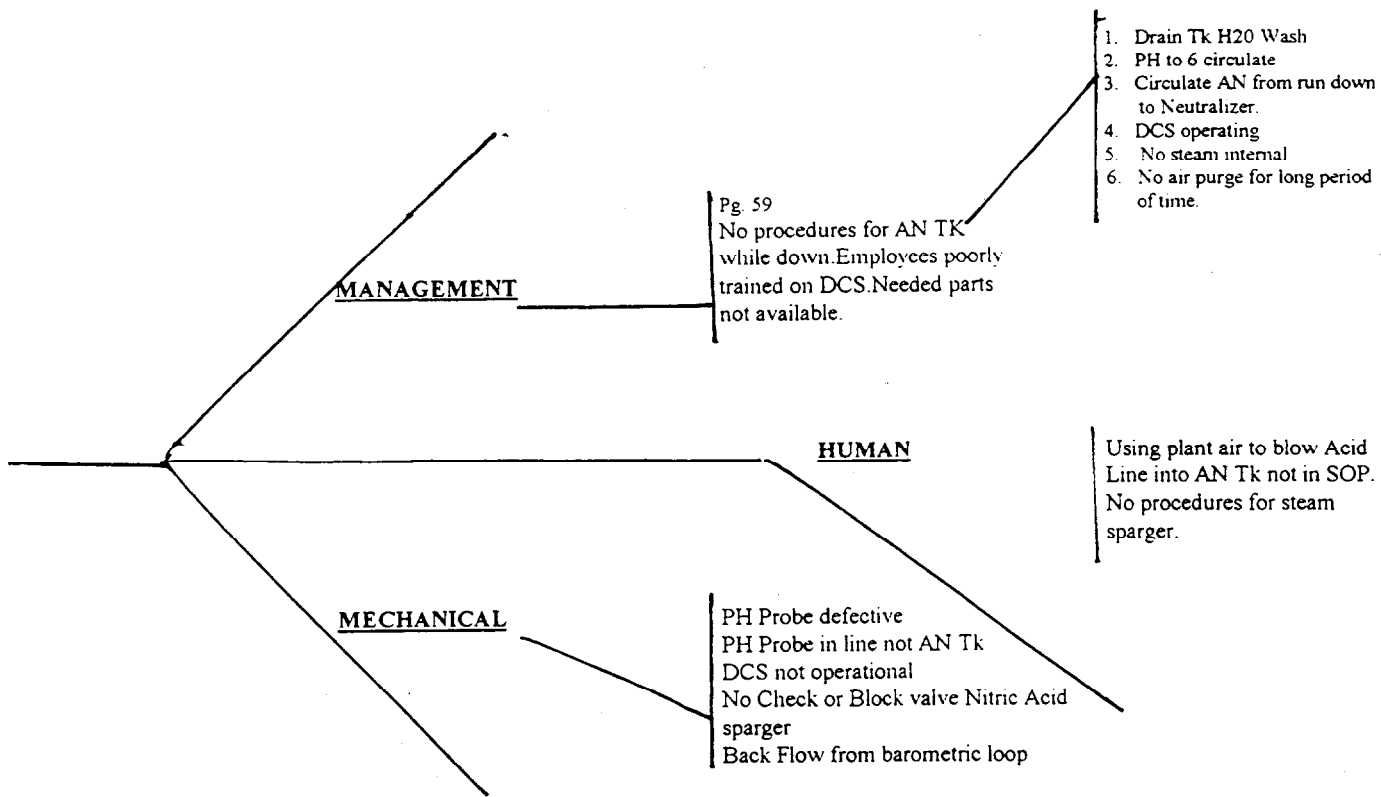 1. Drain Tk H20 Wash
2. PH to 6 circulate
3. Circulate AN from run down
to Neutralizer.
4. DCS operating
5. No steam internal
6. No air purge for long period
of time.
Pg. 59
No procedures for AN TK
while down.Employees poorly
trained on DCS.Needed parts
not available.
MANAGEMENT
HUMAN
Using plant air to blow Acid
Line into AN Tk not in SOP.
No procedures for steam
sparger.
MECHANICAL
PH Probe defective
PH Probe in line not AN Tk
DCS not operational
No Check or Block valve Nitric Acid
sparger
Back Flow from barometric loop